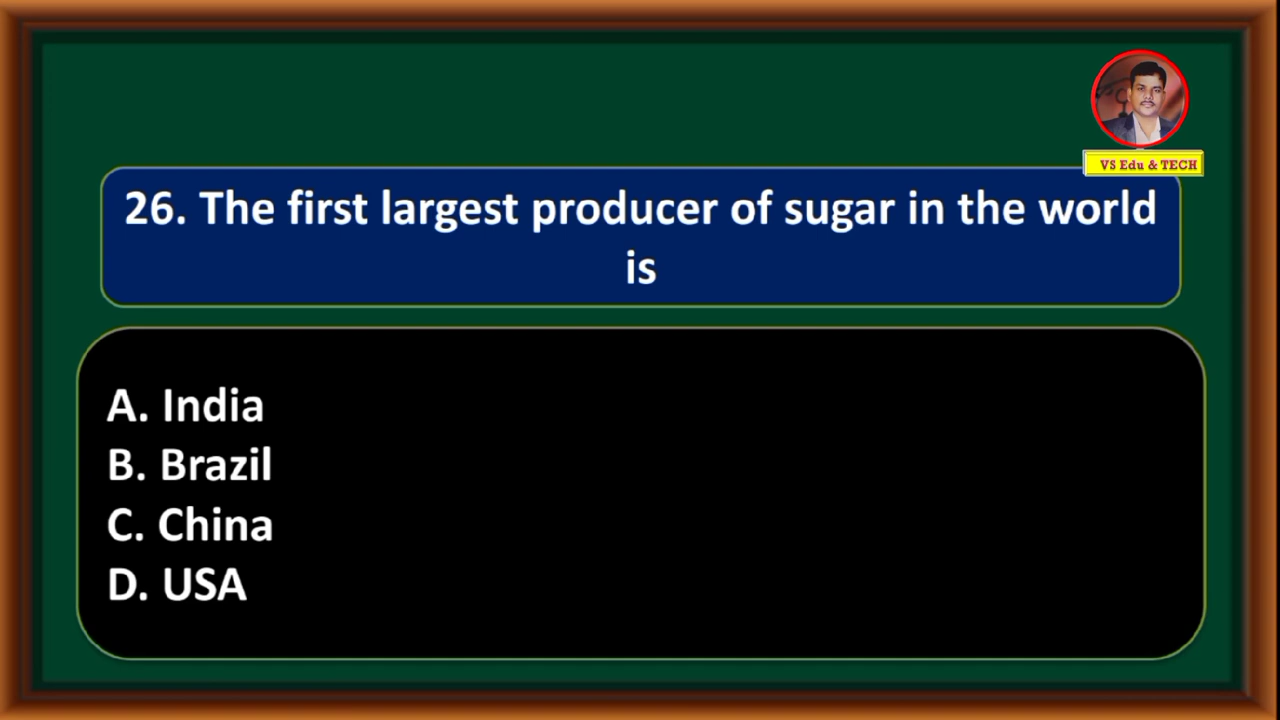 VS Edu & TECH
26. The first largest producer of sugar in the world
is
A. India
B. Brazil
C. China
D. USA